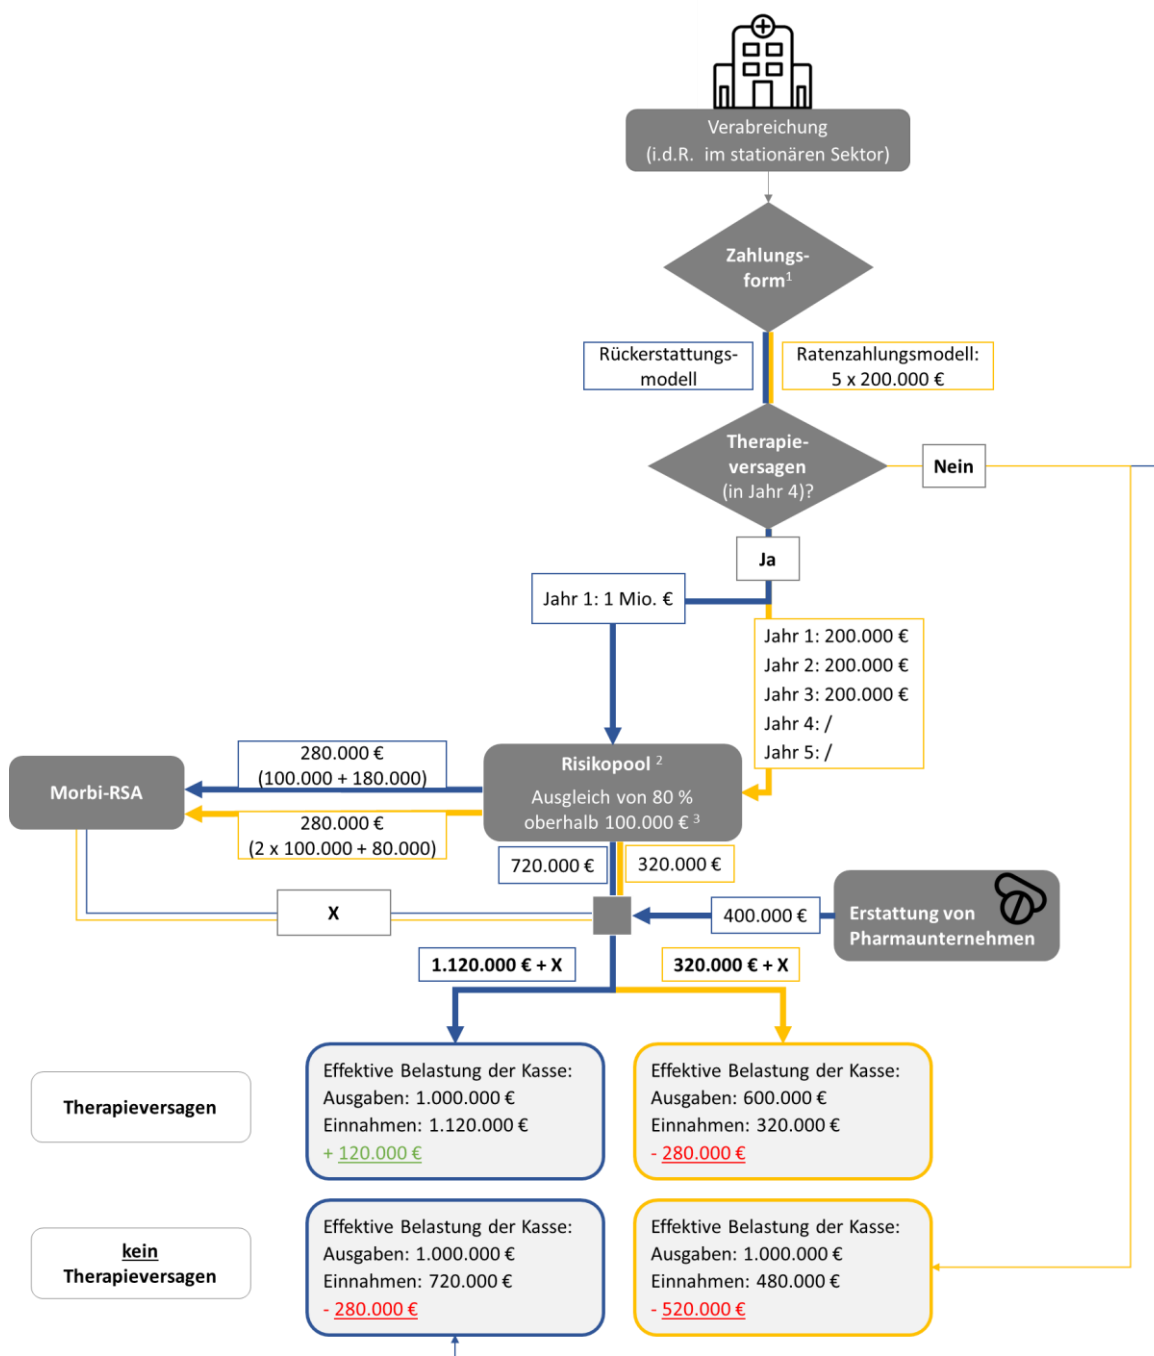 Verabreichung
(i.d.R. im stationären Sektor)
Zahlungs-
form¹
Rückerstattungs-
modell
Ratenzahlungsmodell:
5 x 200.000 €
Therapie-
versagen
(in Jahr 4)?
Nein
Ja
Jahr 1: 1 Mio. €
Jahr 1: 200.000 €
Jahr 2: 200.000 €
Jahr 3: 200.000 €
Jahr 4: /
Jahr 5: /
Morbi-RSA
280.000 €
(100.000 + 180.000)
280.000 €
(2 x 100.000 + 80.000)
Risikopool ²
Ausgleich von 80 %
oberhalb 100.000 € ³
720.000 €
320.000 €
X
400.000 €
Erstattung von
Pharmaunternehmen
1.120.000 € + X
320.000 € + X
Therapieversagen
Effektive Belastung der Kasse:
Ausgaben: 1.000.000 €
Einnahmen: 1.120.000 €
+ 120.000 €
Effektive Belastung der Kasse:
Ausgaben: 600.000 €
Einnahmen: 320.000 €
- 280.000 €
kein
Therapieversagen
Effektive Belastung der Kasse:
Ausgaben: 1.000.000 €
Einnahmen: 720.000 €
- 280.000 €
Effektive Belastung der Kasse:
Ausgaben: 1.000.000 €
Einnahmen: 480.000 €
- 520.000 €